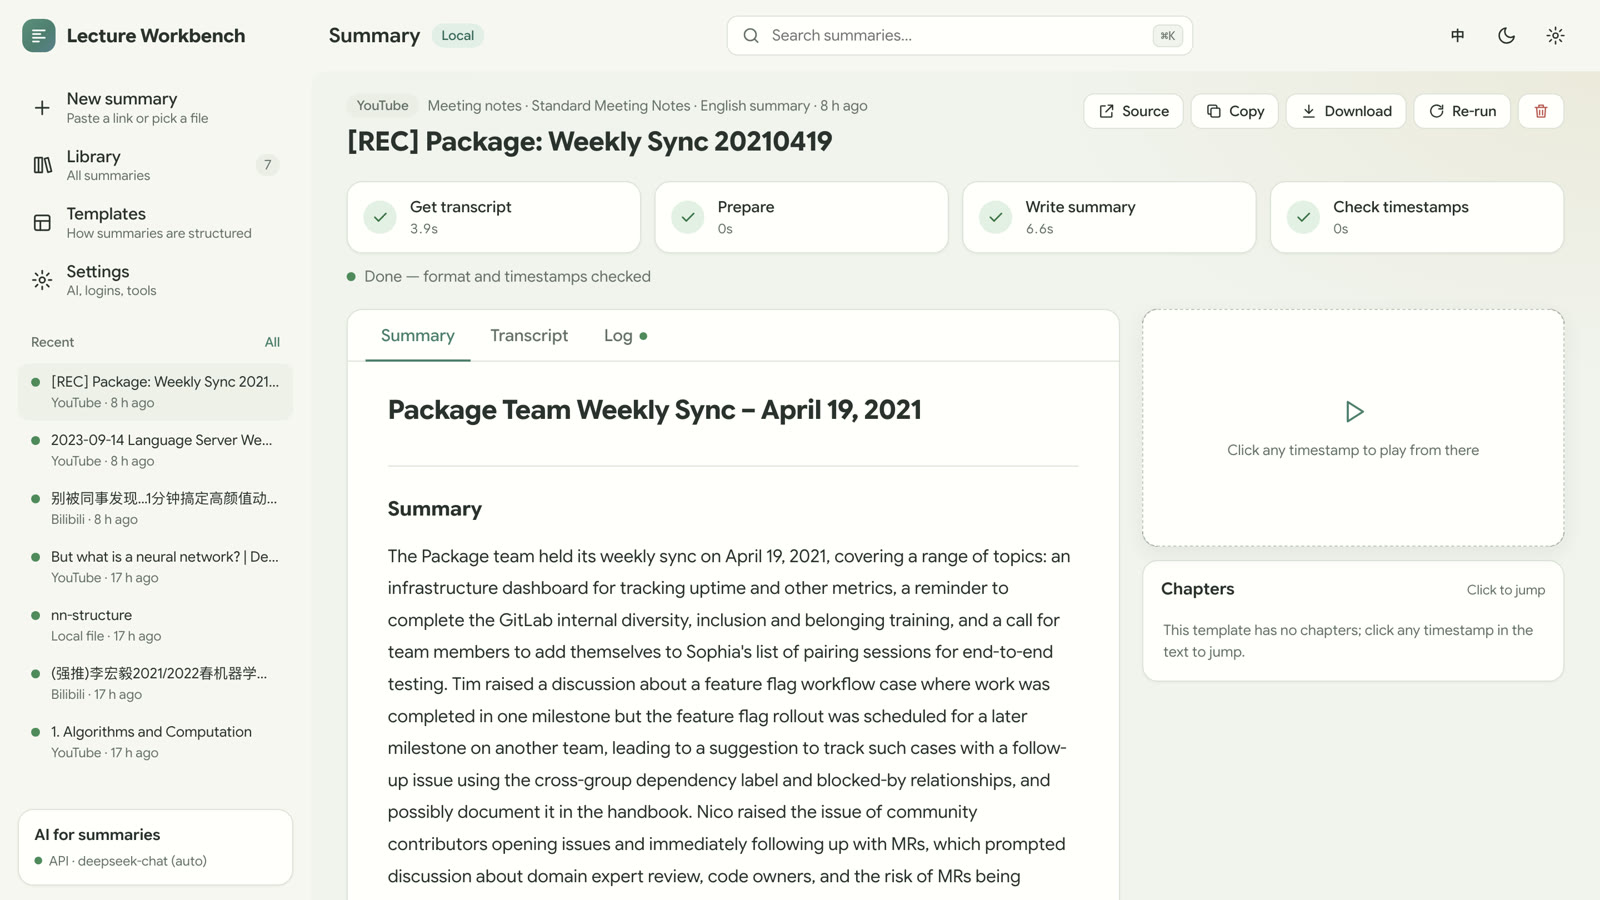 Lecture Workbench
Summary
Local
Search summaries...
⌘K
中
New summary
Paste a link or pick a file
Library
All summaries
7
Templates
How summaries are structured
Settings
AI, logins, tools
Recent
All
[REC] Package: Weekly Sync 2021...
YouTube · 8 h ago
2023-09-14 Language Server We...
YouTube · 8 h ago
别被同事发现...1分钟搞定高颜值动...
Bilibili · 8 h ago
But what is a neural network? | De...
YouTube · 17 h ago
nn-structure
Local file · 17 h ago
(强推)李宏毅2021/2022春机器学...
Bilibili · 17 h ago
1. Algorithms and Computation
YouTube · 17 h ago
AI for summaries
API · deepseek-chat (auto)
YouTube
Meeting notes · Standard Meeting Notes · English summary · 8 h ago
[REC] Package: Weekly Sync 20210419
Source
Copy
Download
Re-run
Get transcript
3.9s
Prepare
0s
Write summary
6.6s
Check timestamps
0s
Done — format and timestamps checked
Summary
Transcript
Log
Package Team Weekly Sync – April 19, 2021
Summary
The Package team held its weekly sync on April 19, 2021, covering a range of topics: an
infrastructure dashboard for tracking uptime and other metrics, a reminder to
complete the GitLab internal diversity, inclusion and belonging training, and a call for
team members to add themselves to Sophia's list of pairing sessions for end-to-end
testing. Tim raised a discussion about a feature flag workflow case where work was
completed in one milestone but the feature flag rollout was scheduled for a later
milestone on another team, leading to a suggestion to track such cases with a follow-
up issue using the cross-group dependency label and blocked-by relationships, and
possibly document it in the handbook. Nico raised the issue of community
contributors opening issues and immediately following up with MRs, which prompted
discussion about domain expert review, code owners, and the risk of MRs being
Click any timestamp to play from there
Chapters
Click to jump
This template has no chapters; click any timestamp in the
text to jump.